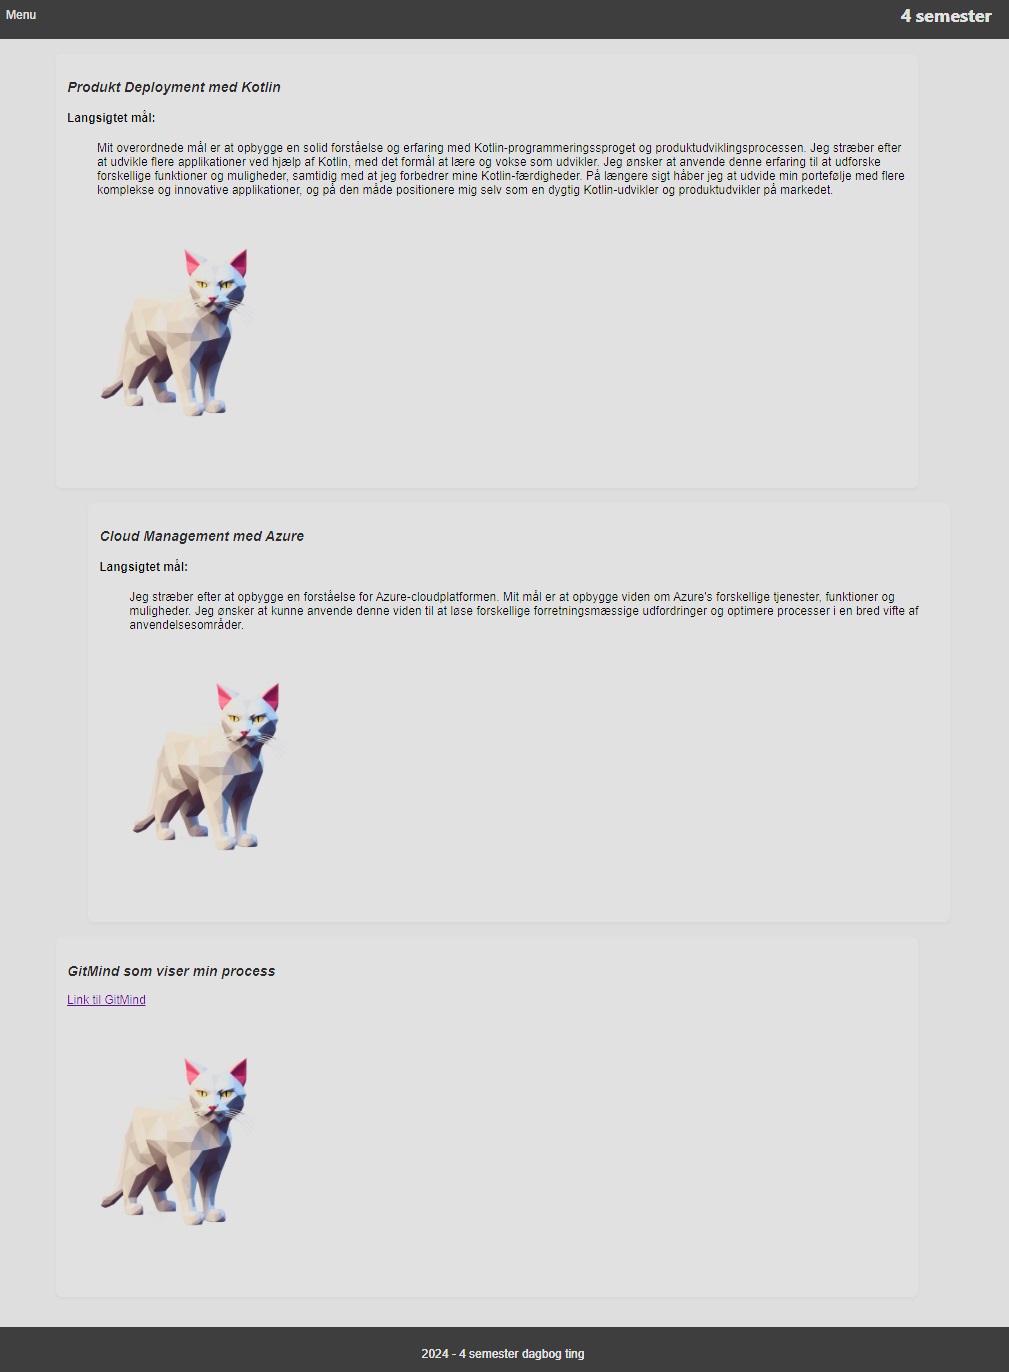 Menu
4 semester
Produkt Deployment med Kotlin
Langsigtet mål:
Mit overordnede mål er at opbygge en solid forståelse og erfaring med Kotlin-programmeringssproget og produktudviklingsprocessen. Jeg stræber efter
at udvikle flere applikationer ved hjælp af Kotlin, med det formål at lære og vokse som udvikler. Jeg ønsker at anvende denne erfaring til at udforske
forskellige funktioner og muligheder, samtidig med at jeg forbedrer mine Kotlin-færdigheder. På længere sigt håber jeg at udvide min portefølje med flere
komplekse og innovative applikationer, og på den måde positionere mig selv som en dygtig Kotlin-udvikler og produktudvikler på markedet.
Cloud Management med Azure
Langsigtet mål:
Jeg stræber efter at opbygge en forståelse for Azure-cloudplatformen. Mit mål er at opbygge viden om Azure's forskellige tjenester, funktioner og
muligheder. Jeg ønsker at kunne anvende denne viden til at løse forskellige forretningsmæssige udfordringer og optimere processer i en bred vifte af
anvendelsesområder.
GitMind som viser min process
Link til GitMind
2024 - 4 semester dagbog ting